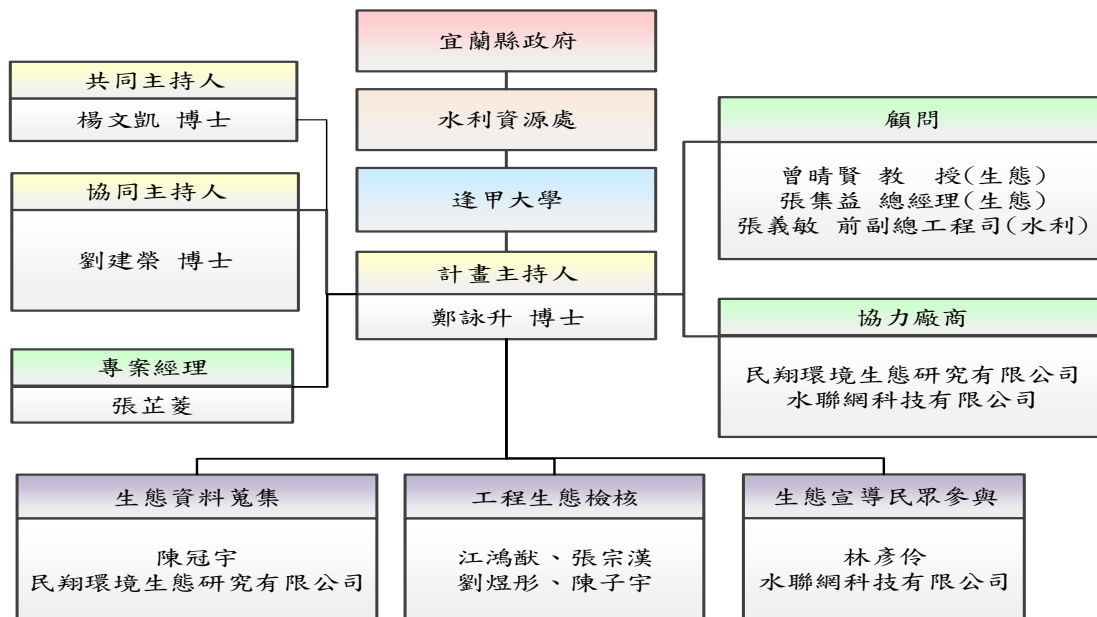 宜蘭縣政府
水利資源處
逢甲大學
計畫主持人
鄭詠升 博士
共同主持人
楊文凱 博士
協同主持人
劉建榮 博士
專案經理
張芷菱
顧問
曾晴賢 教 授(生態)
張集益 總經理(生態)
張義敏 前副總工程司(水利)
協力廠商
民翔環境生態研究有限公司
水聯網科技有限公司
生態資料蒐集
陳冠宇
民翔環境生態研究有限公司
工程生態檢核
江鴻猷、張宗漢
劉煜彤、陳子宇
生態宣導民眾參與
林彥伶
水聯網科技有限公司